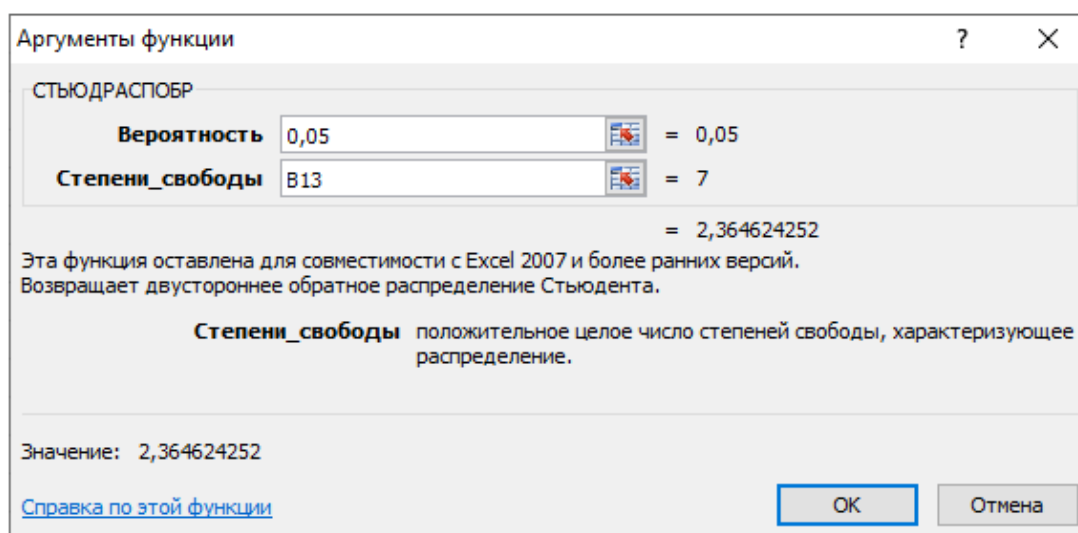 Аргументы функции ? ×
СТЬЮДРАСПОБР
Вероятность 0,05 = 0,05
Степени_свободы B13 = 7
= 2,364624252
Эта функция оставлена для совместимости с Excel 2007 и более ранних версий.
Возвращает двустороннее обратное распределение Стьюдента.
Степени_свободы положительное целое число степеней свободы, характеризующее
распределение.
Значение: 2,364624252
Справка по этой функции ОК Отмена